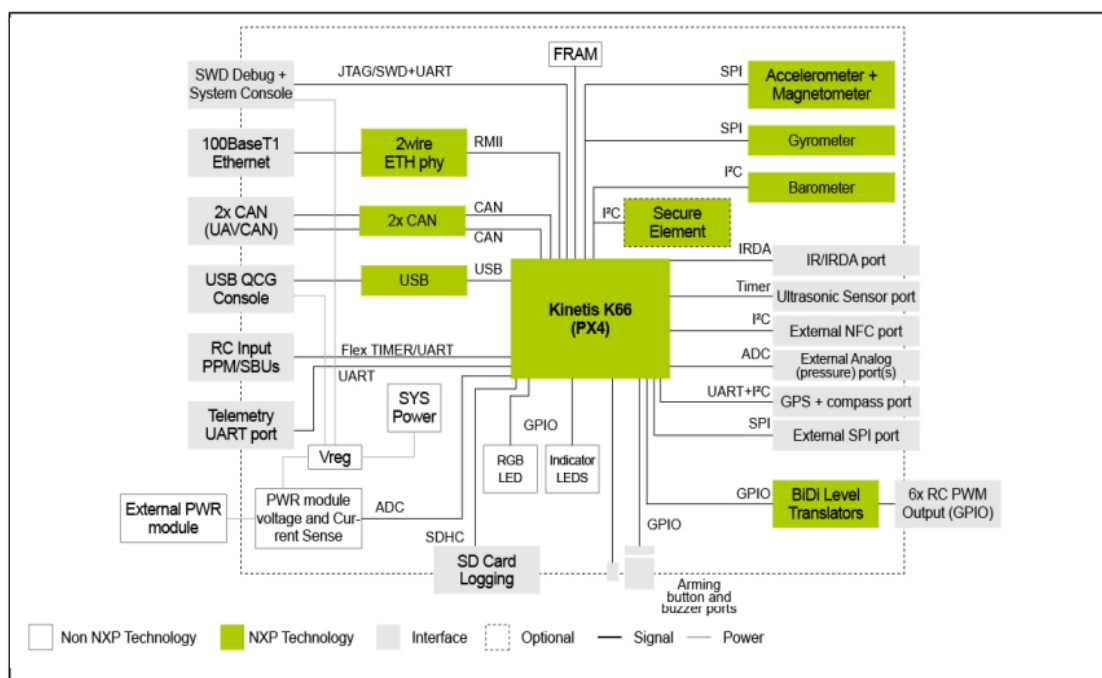 FRAM
SWD Debug +
System Console
JTAG/SWD+UART
SPI
Accelerometer +
Magnetometer
100BaseT1
Ethernet
2wire
ETH phy
RMII
SPI
Gyrometer
I²C
Barometer
2x CAN
(UAVCAN)
2x CAN
CAN
CAN
I²C
Secure
Element
USB QCG
Console
USB
USB
Kinetis K66
(PX4)
IRDA
IR/IRDA port
Timer
Ultrasonic Sensor port
I²C
External NFC port
RC Input
PPM/SBUs
Flex TIMER/UART
ADC
External Analog
(pressure) port(s)
UART
UART+I²C
GPS + compass port
Telemetry
UART port
SYS
Power
GPIO
SPI
External SPI port
Vreg
RGB
LED
Indicator
LEDS
External PWR
module
PWR module
voltage and Cur-
rent Sense
ADC
GPIO
BiDi Level
Translators
6x RC PWM
Output (GPIO)
SDHC
GPIO
SD Card
Logging
Arming
button and
buzzer ports
Non NXP Technology
NXP Technology
Interface
Optional
Signal
Power